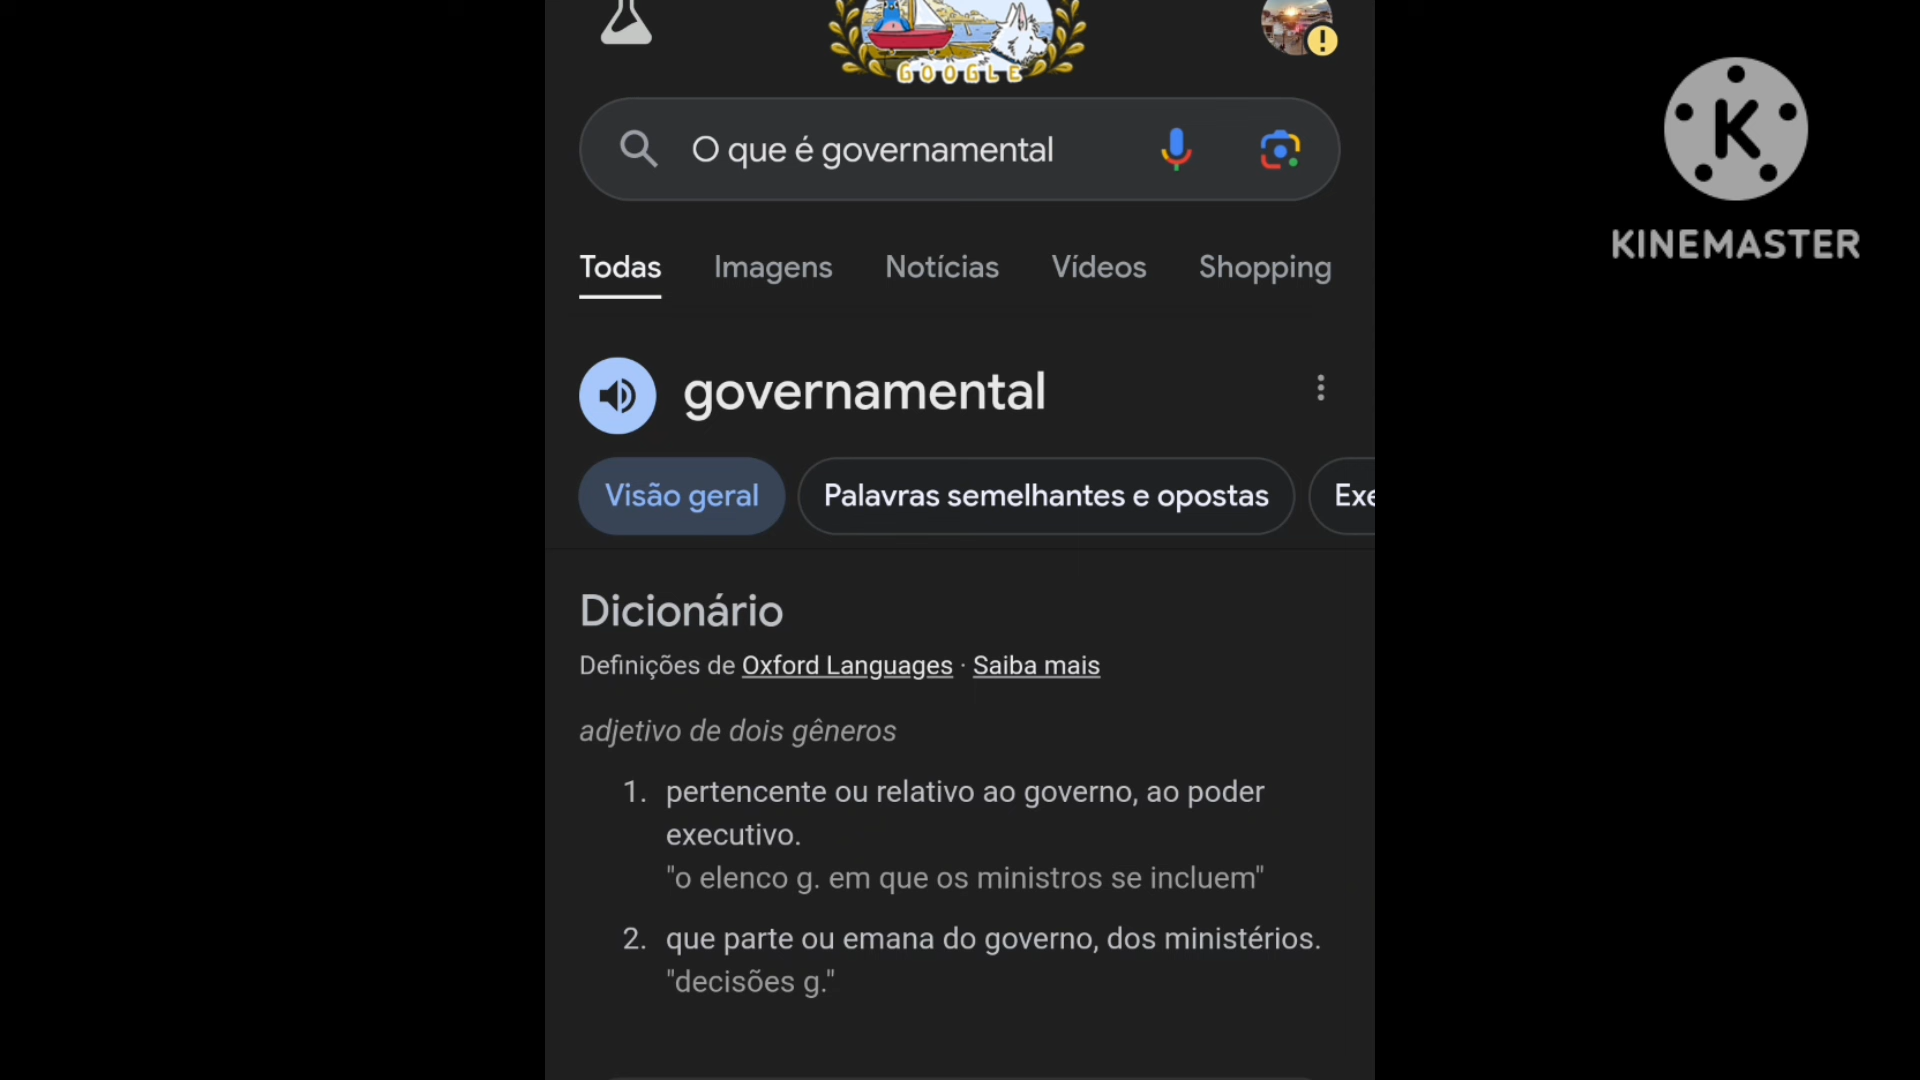 GOOGLE
O que é governamental
Todas Imagens Notícias Vídeos Shopping
governamental
Visão geral Palavras semelhantes e opostas Exe
Dicionário
Definições de Oxford Languages · Saiba mais
adjetivo de dois gêneros
1. pertencente ou relativo ao governo, ao poder
executivo.
"o elenco g. em que os ministros se incluem"
2. que parte ou emana do governo, dos ministérios.
"decisões g."
K
KINEMASTER